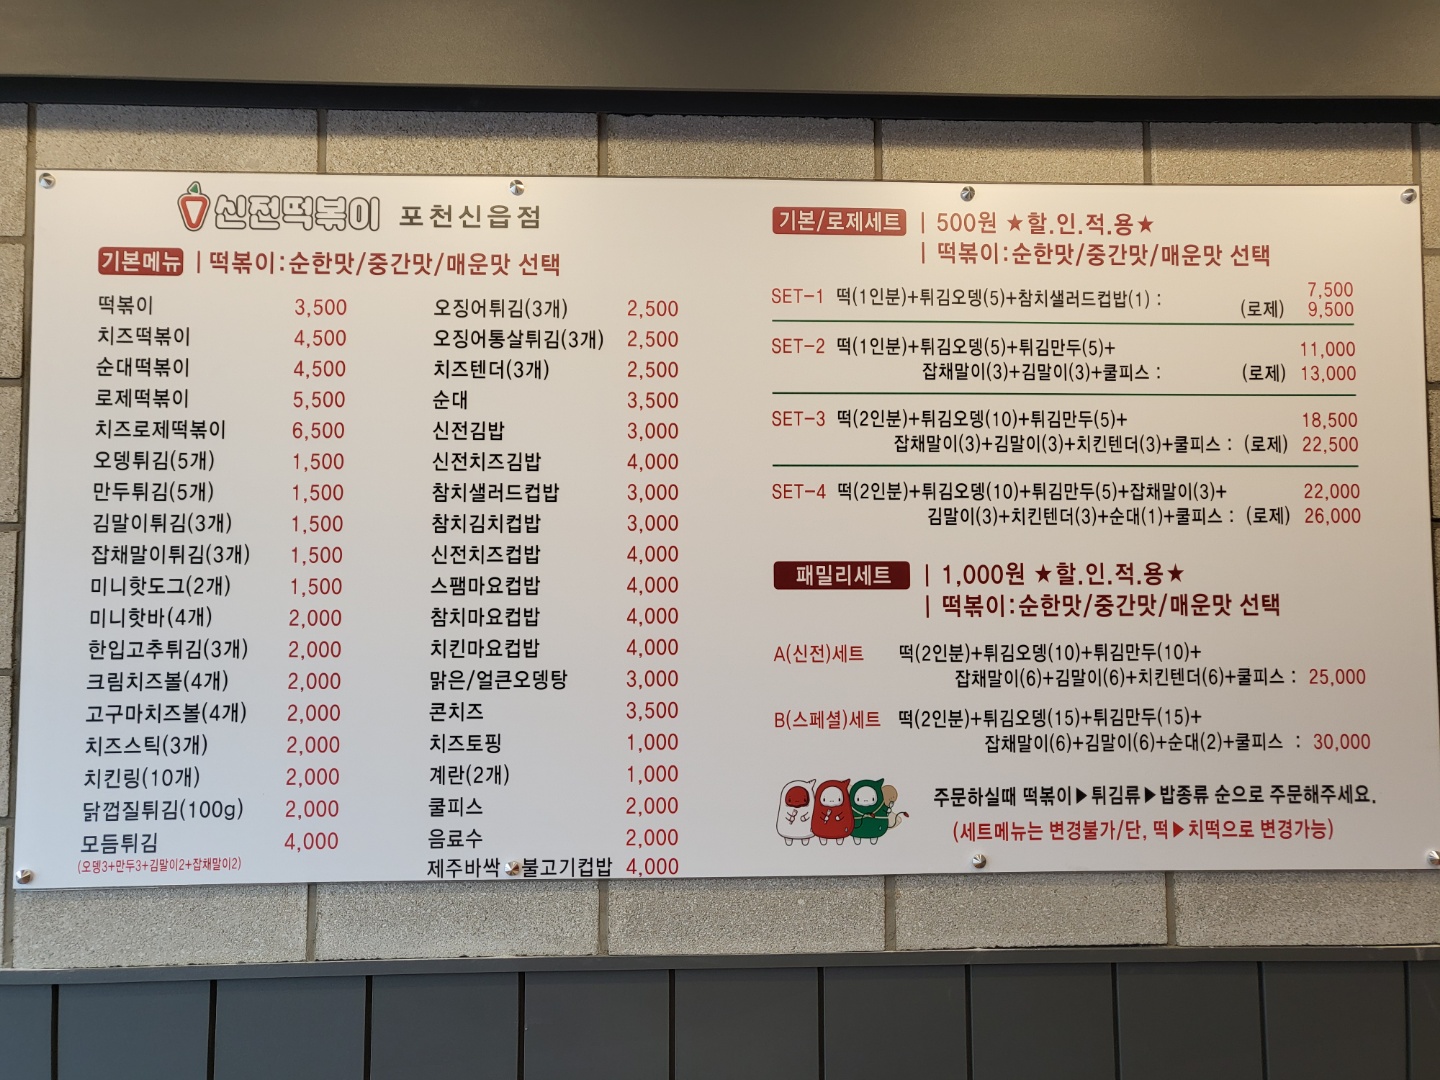 신전떡볶이 포천신읍점
기본메뉴 | 떡볶이:순한맛/중간맛/매운맛 선택
떡볶이 3,500
치즈떡볶이 4,500
순대떡볶이 4,500
로제떡볶이 5,500
치즈로제떡볶이 6,500
오뎅튀김(5개) 1,500
만두튀김(5개) 1,500
김말이튀김(3개) 1,500
잡채말이튀김(3개) 1,500
미니핫도그(2개) 1,500
미니핫바(4개) 2,000
한입고추튀김(3개) 2,000
크림치즈볼(4개) 2,000
고구마치즈볼(4개) 2,000
치즈스틱(3개) 2,000
치킨링(10개) 2,000
닭껍질튀김(100g) 2,000
모듬튀김 4,000
(오뎅3+만두3+김말이2+잡채말이2)
오징어튀김(3개) 2,500
오징어통살튀김(3개) 2,500
치즈텐더(3개) 2,500
순대 3,500
신전김밥 3,000
신전치즈김밥 4,000
참치샐러드컵밥 3,000
참치김치컵밥 3,000
신전치즈컵밥 4,000
스팸마요컵밥 4,000
참치마요컵밥 4,000
치킨마요컵밥 4,000
맑은/얼큰오뎅탕 3,000
콘치즈 3,500
치즈토핑 1,000
계란(2개) 1,000
쿨피스 2,000
음료수 2,000
제주바싹 불고기컵밥 4,000
기본/로제세트 | 500원 ★할.인.적.용★
| 떡볶이:순한맛/중간맛/매운맛 선택
SET-1 떡(1인분)+튀김오뎅(5)+참치샐러드컵밥(1) : 7,500
(로제) 9,500
SET-2 떡(1인분)+튀김오뎅(5)+튀김만두(5)+ 11,000
잡채말이(3)+김말이(3)+쿨피스 : (로제) 13,000
SET-3 떡(2인분)+튀김오뎅(10)+튀김만두(5)+ 18,500
잡채말이(3)+김말이(3)+치킨텐더(3)+쿨피스 : (로제) 22,500
SET-4 떡(2인분)+튀김오뎅(10)+튀김만두(5)+잡채말이(3)+ 22,000
김말이(3)+치킨텐더(3)+순대(1)+쿨피스 : (로제) 26,000
패밀리세트 | 1,000원 ★할.인.적.용★
| 떡볶이:순한맛/중간맛/매운맛 선택
A(신전)세트 떡(2인분)+튀김오뎅(10)+튀김만두(10)+
잡채말이(6)+김말이(6)+치킨텐더(6)+쿨피스 : 25,000
B(스페셜)세트 떡(2인분)+튀김오뎅(15)+튀김만두(15)+
잡채말이(6)+김말이(6)+순대(2)+쿨피스 : 30,000
주문하실때 떡볶이▶튀김류▶밥종류 순으로 주문해주세요.
(세트메뉴는 변경불가/단, 떡▶치떡으로 변경가능)